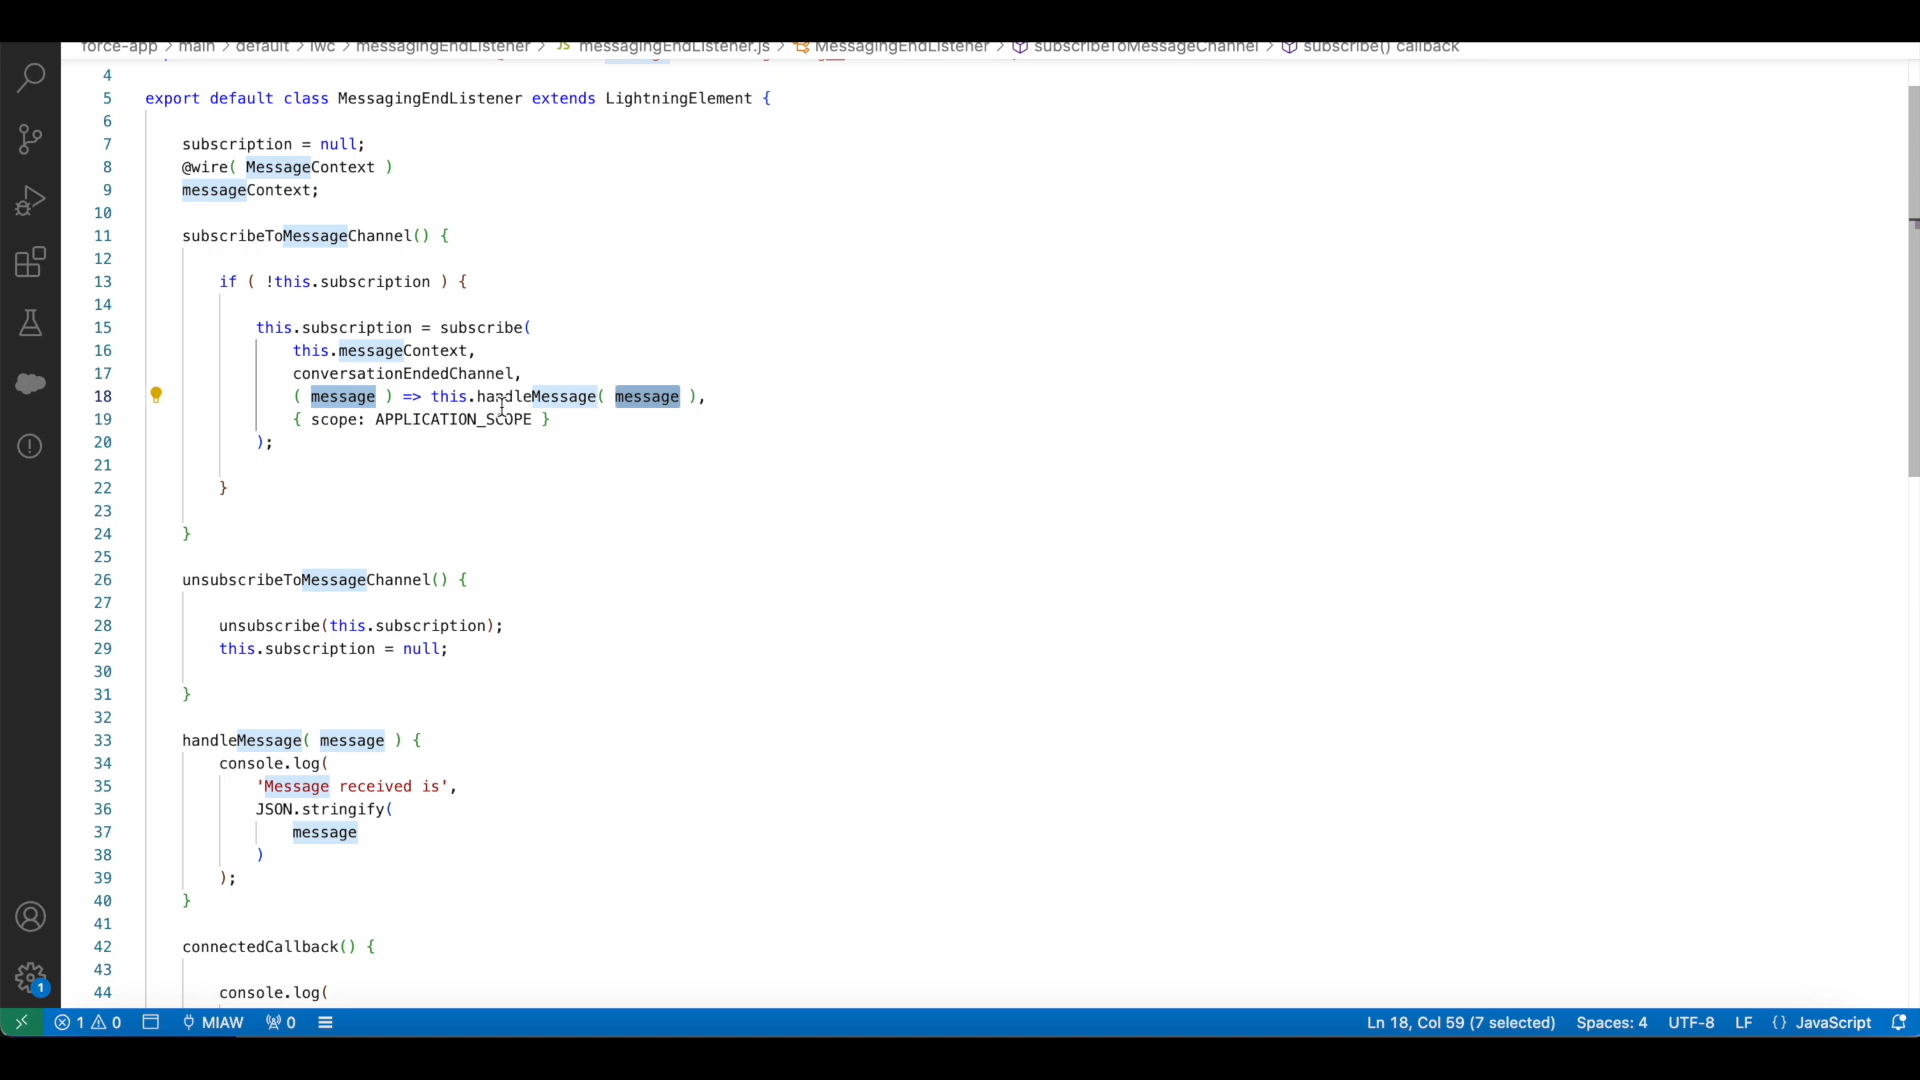 force-app > main > default > lwc > messagingEndListener > JS messagingEndListener.js > MessagingEndListener > subscribeToMessageChannel > subscribe() callback
4
5 export default class MessagingEndListener extends LightningElement {
6
7 subscription = null;
8 @wire( MessageContext )
9 messageContext;
10
11 subscribeToMessageChannel() {
12
13 if ( !this.subscription ) {
14
15 this.subscription = subscribe(
16 this.messageContext,
17 conversationEndedChannel,
18 ( message ) => this.handleMessage( message ),
19 { scope: APPLICATION_SCOPE }
20 );
21
22 }
23
24 }
25
26 unsubscribeToMessageChannel() {
27
28 unsubscribe(this.subscription);
29 this.subscription = null;
30
31 }
32
33 handleMessage( message ) {
34 console.log(
35 'Message received is',
36 JSON.stringify(
37 message
38 )
39 );
40 }
41
42 connectedCallback() {
43
44 console.log(
1
1 0 MIAW 0 Ln 18, Col 59 (7 selected) Spaces: 4 UTF-8 LF {} JavaScript